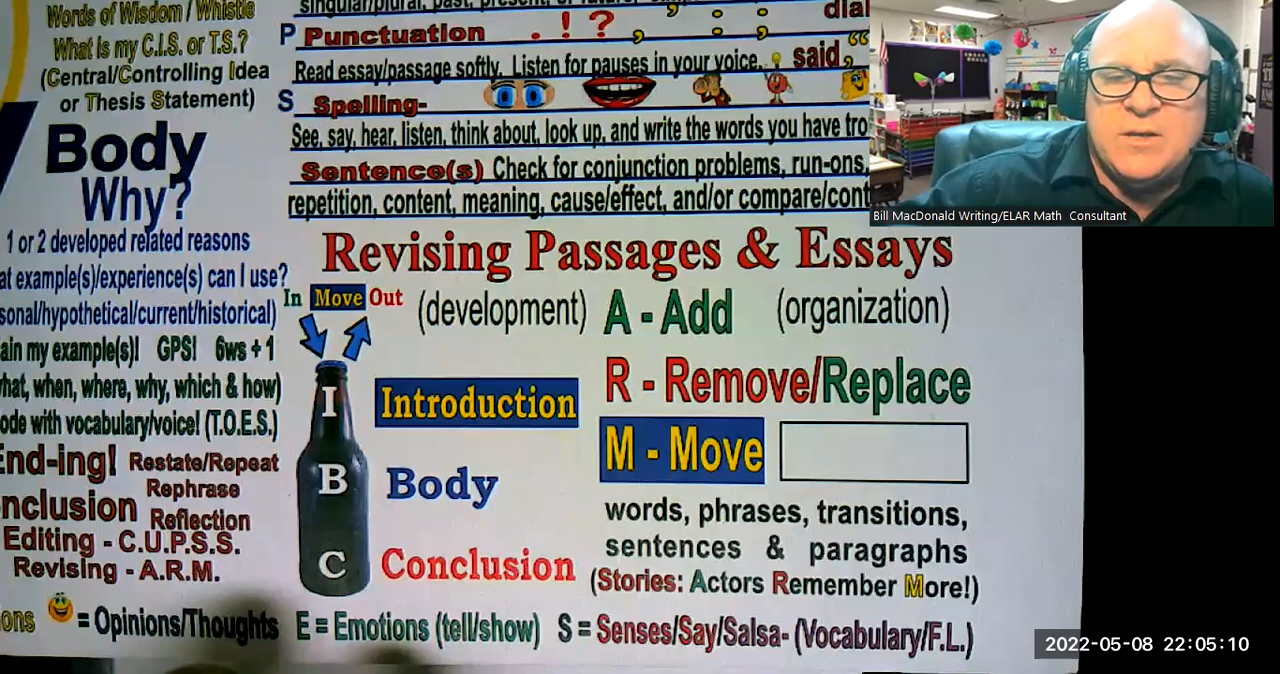 Words of Wisdom / Whistle
What is my C.I.S. or T.S.?
(Central/Controlling Idea
or Thesis Statement)
Body
Why?
1 or 2 developed related reasons
at example(s)/experience(s) can I use?
sonal/hypothetical/current/historical)
ain my example(s)! GPS! 6ws + 1
hat, when, where, why, which & how)
ode with vocabulary/voice! (T.O.E.S.)
End-ing! Restate/Repeat
Rephrase
nclusion Reflection
Editing - C.U.P.S.S.
Revising - A.R.M.
singular/plural, past, present, or future,
dial
P Punctuation . ! ? , : ;
Read essay/passage softly. Listen for pauses in your voice. said, “
S Spelling-
See, say, hear, listen, think about, look up, and write the words you have tro
Sentence(s) Check for conjunction problems, run-ons,
repetition, content, meaning, cause/effect, and/or compare/cont
Revising Passages & Essays
In Move Out (development) A - Add (organization)
R - Remove/Replace
I Introduction
M - Move
B Body
words, phrases, transitions,
sentences & paragraphs
C Conclusion
(Stories: Actors Remember More!)
ons = Opinions/Thoughts E = Emotions (tell/show) S = Senses/Say/Salsa- (Vocabulary/F.L.)
Bill MacDonald Writing/ELAR Math Consultant
2022-05-08 22:05:10